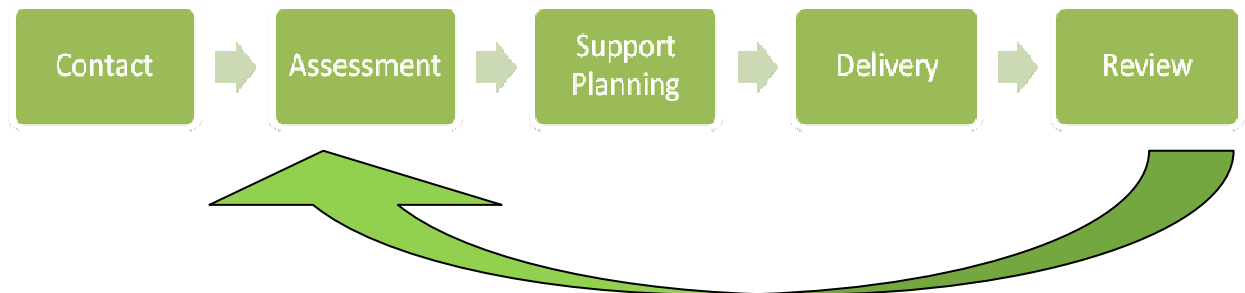 Contact
Assessment
Support
Planning
Delivery
Review